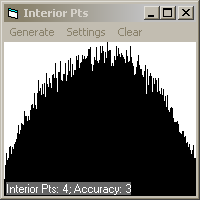 Interior Pts
Generate Settings Clear
Interior Pts: 4; Accuracy: 3